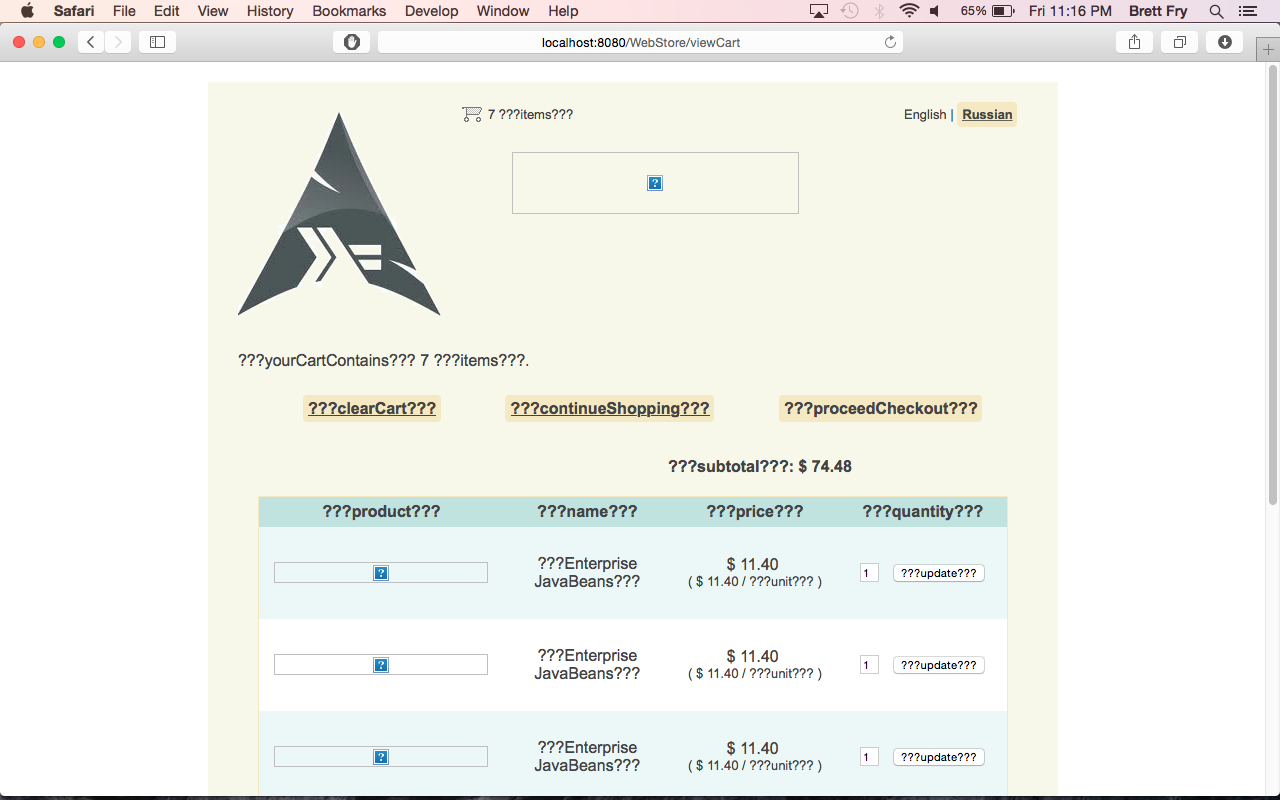 Safari File Edit View History Bookmarks Develop Window Help 65% Fri 11:16 PM Brett Fry
localhost:8080/WebStore/viewCart
7 ???items??? English | Russian
???yourCartContains??? 7 ???items???.
???clearCart??? ???continueShopping??? ???proceedCheckout???
???subtotal???: $ 74.48
???product??? ???name??? ???price??? ???quantity???
???Enterprise
JavaBeans???
$ 11.40
( $ 11.40 / ???unit??? )
1 ???update???
???Enterprise
JavaBeans???
$ 11.40
( $ 11.40 / ???unit??? )
1 ???update???
???Enterprise
JavaBeans???
$ 11.40
( $ 11.40 / ???unit??? )
1 ???update???